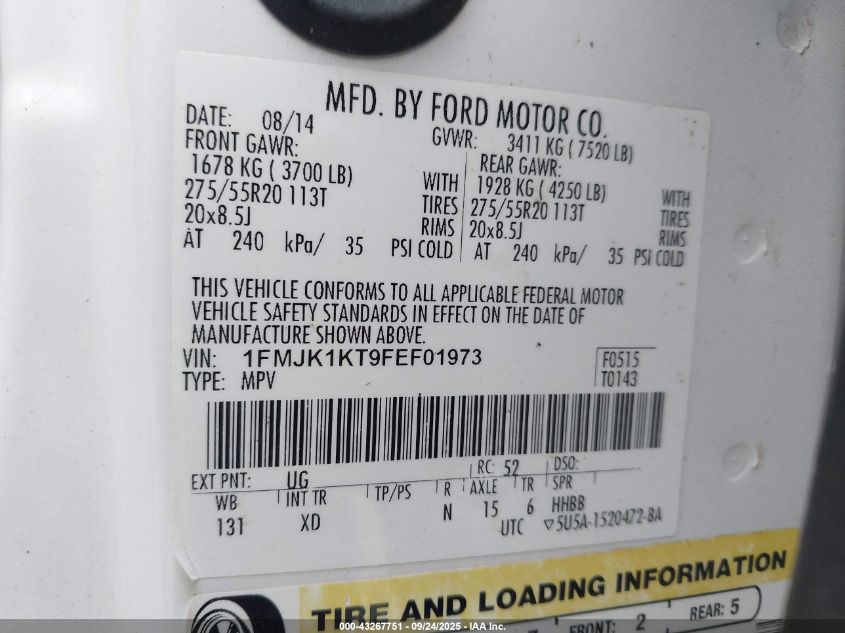 MFD. BY FORD MOTOR CO.
DATE: 08/14 GVWR: 3411 KG ( 7520 LB)
FRONT GAWR: REAR GAWR:
1678 KG ( 3700 LB) WITH 1928 KG ( 4250 LB) WITH
275/55R20 113T TIRES 275/55R20 113T TIRES
20x8.5J RIMS 20x8.5J RIMS
AT 240 kPa/ 35 PSI COLD AT 240 kPa/ 35 PSI COLD
THIS VEHICLE CONFORMS TO ALL APPLICABLE FEDERAL MOTOR
VEHICLE SAFETY STANDARDS IN EFFECT ON THE DATE OF
MANUFACTURE SHOWN ABOVE.
VIN: 1FMJK1KT9FEF01973 F0515
TYPE: MPV T0143
EXT PNT: UG RC: 52 DSO:
WB INT TR TP/PS R AXLE TR SPR
131 XD N 15 6 HHBB
UTC ▽5U5A-1520472-BA
TIRE AND LOADING INFORMATION
FRONT: 2 REAR: 5
000-43267751 - 09/24/2025 - IAA Inc.